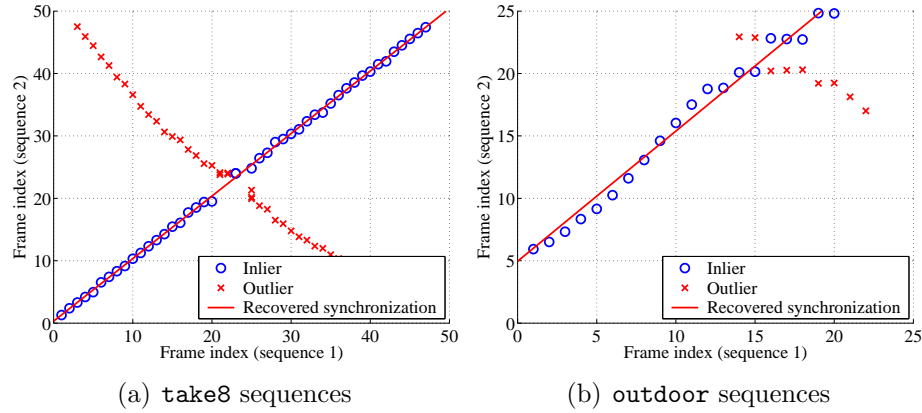 50
40
30
20
10
0
0
10
20
30
40
50
Frame index (sequence 1)
Frame index (sequence 2)
Inlier
Outlier
Recovered synchronization
(a) take8 sequences
25
20
15
10
5
0
0
5
10
15
20
25
Frame index (sequence 1)
Frame index (sequence 2)
Inlier
Outlier
Recovered synchronization
(b) outdoor sequences